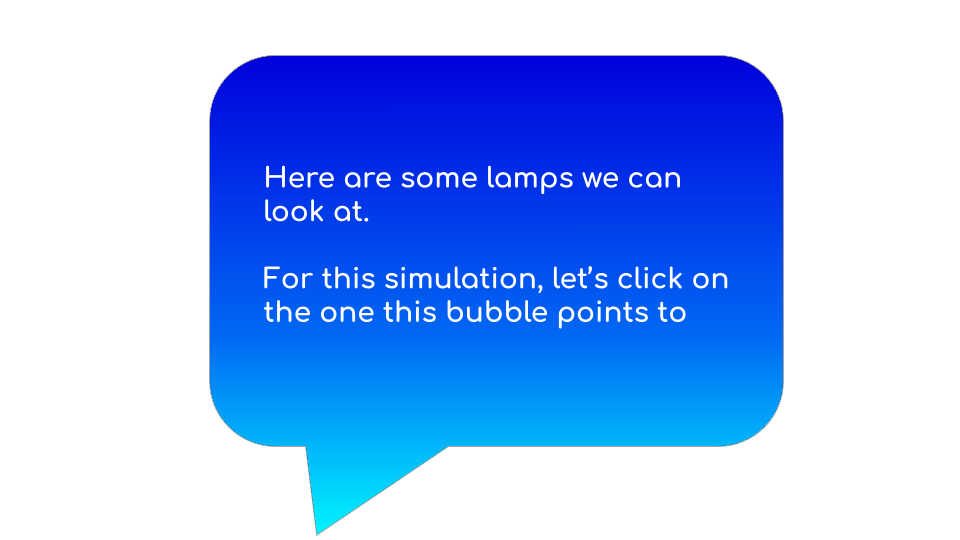 Here are some lamps we can
look at.
For this simulation, let’s click on
the one this bubble points to